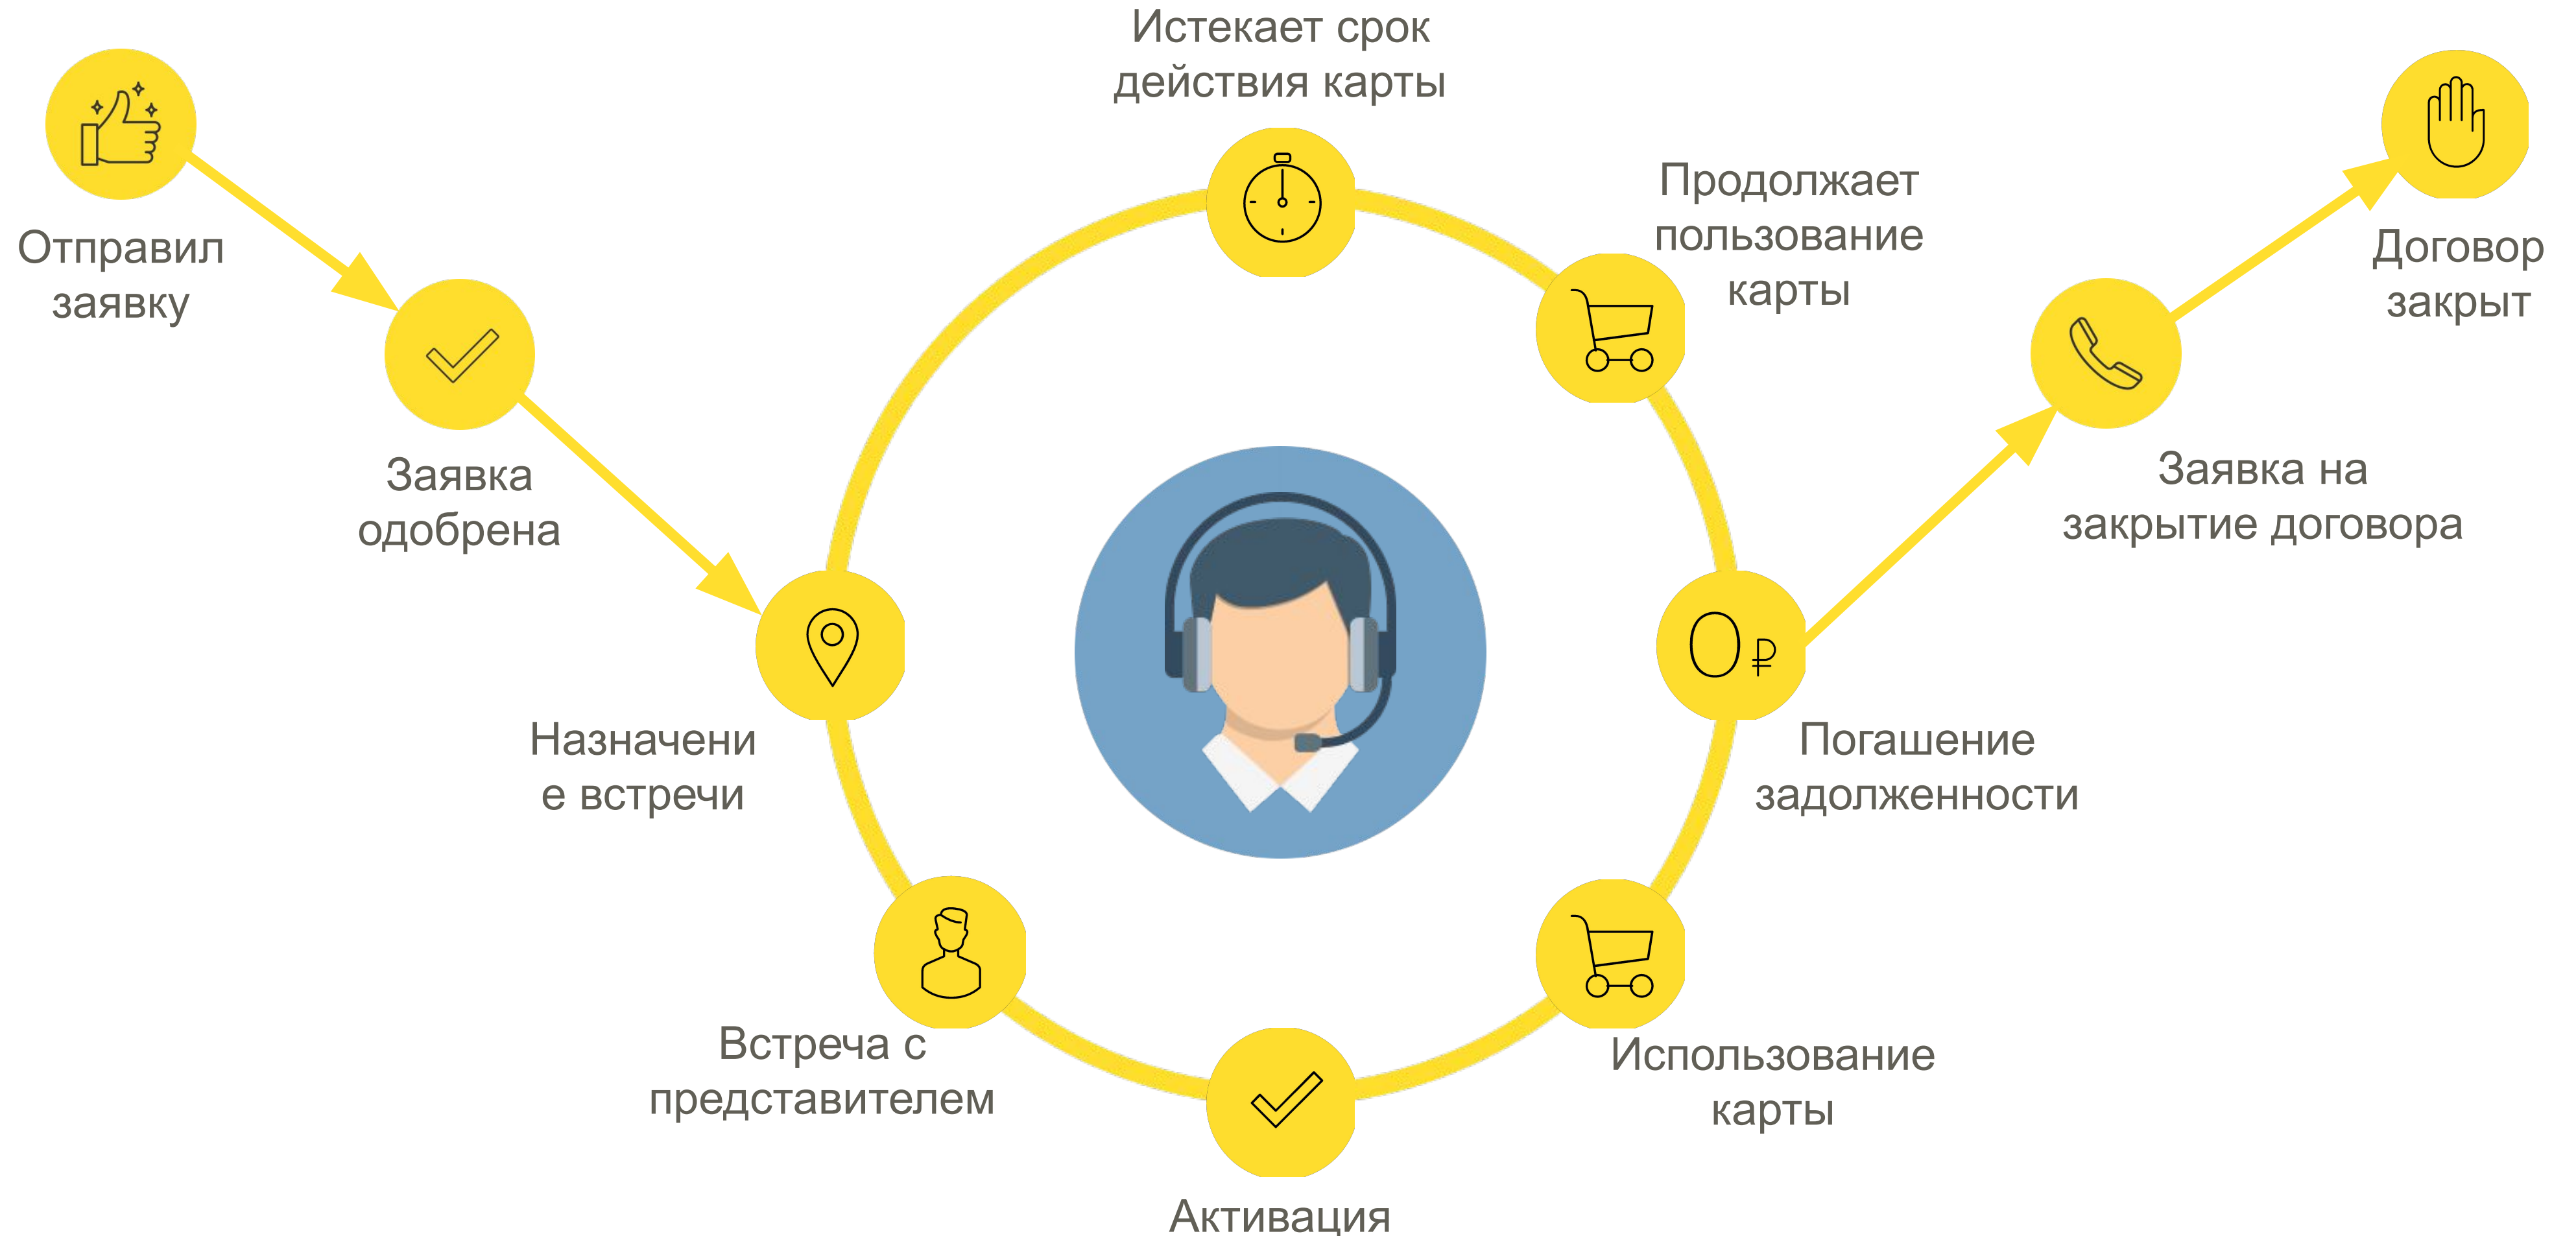 Отправил
заявку
Заявка
одобрена
Назначени
е встречи
Встреча с
представителем
Активация
Использование
карты
0 ₽
Погашение
задолженности
Продолжает
пользование
карты
Истекает срок
действия карты
Заявка на
закрытие договора
Договор
закрыт